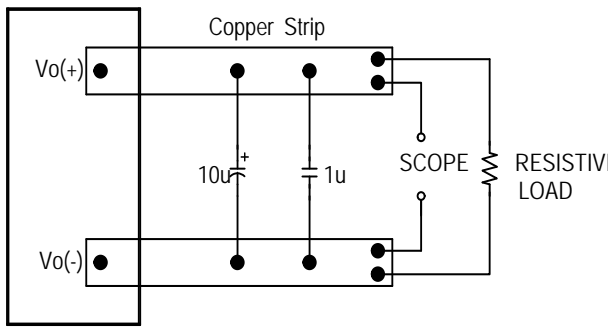 Copper Strip
Vo(+)
+
10u
1u
SCOPE
RESISTIVE
LOAD
Vo(-)